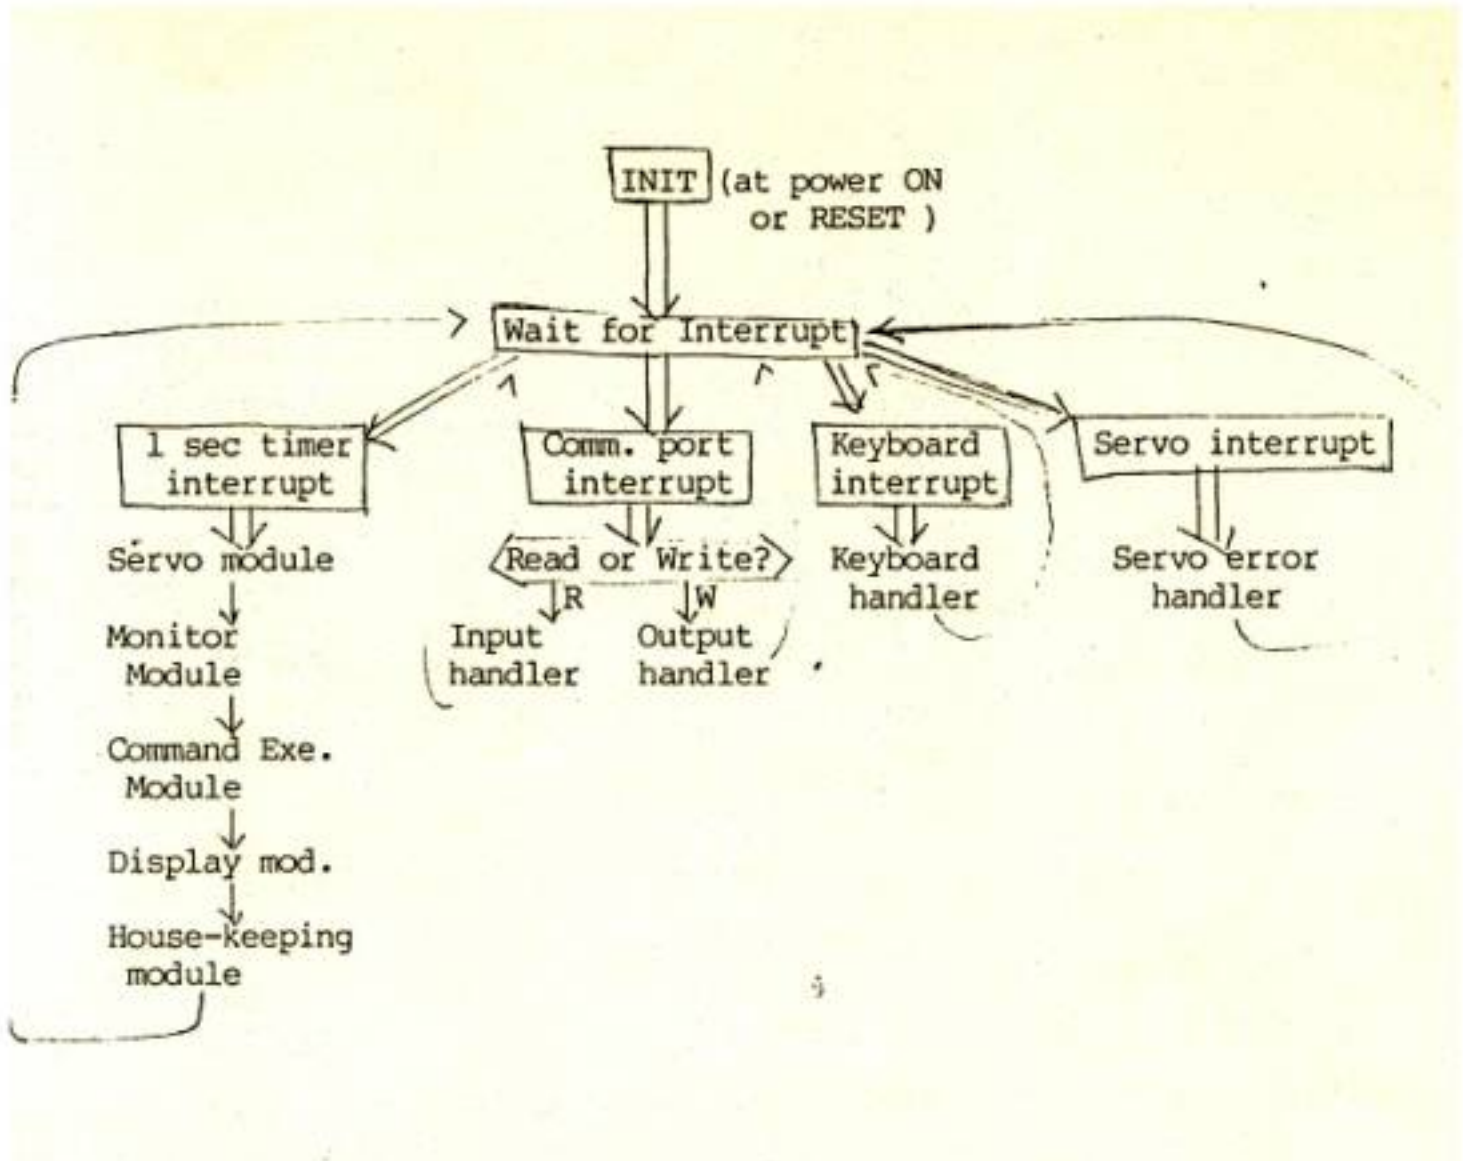 INIT (at power ON
or RESET )
Wait for Interrupt
1 sec timer
interrupt
Comm. port
interrupt
Keyboard
interrupt
Servo interrupt
Servo module
Read or Write?
R
W
Keyboard
handler
Servo error
handler
Monitor
Module
Input
handler
Output
handler
Command Exe.
Module
Display mod.
House-keeping
module